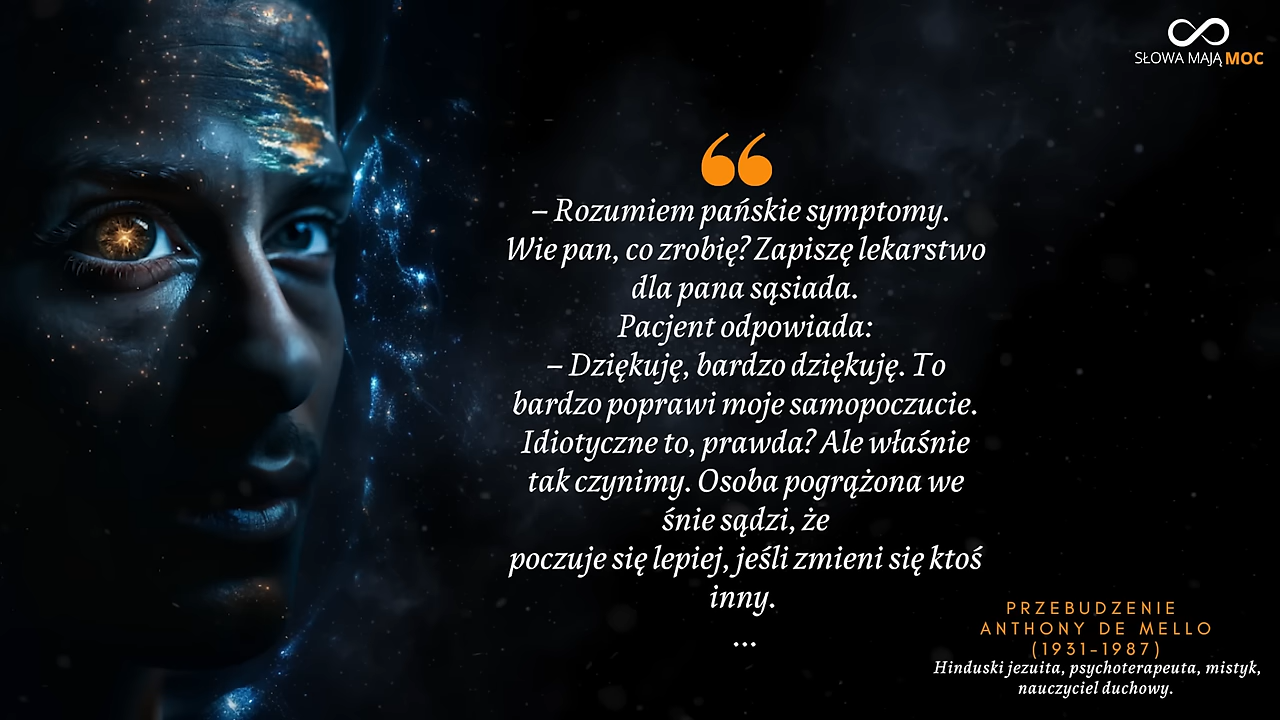 SŁOWA MAJĄ MOC
– Rozumiem pańskie symptomy.
Wie pan, co zrobię? Zapiszę lekarstwo
dla pana sąsiada.
Pacjent odpowiada:
– Dziękuję, bardzo dziękuję. To
bardzo poprawi moje samopoczucie.
Idiotyczne to, prawda? Ale właśnie
tak czynimy. Osoba pogrążona we
śnie sądzi, że
poczuje się lepiej, jeśli zmieni się ktoś
inny.
...
PRZEBUDZENIE
ANTHONY DE MELLO
(1931-1987)
Hinduski jezuita, psychoterapeuta, mistyk,
nauczyciel duchowy.